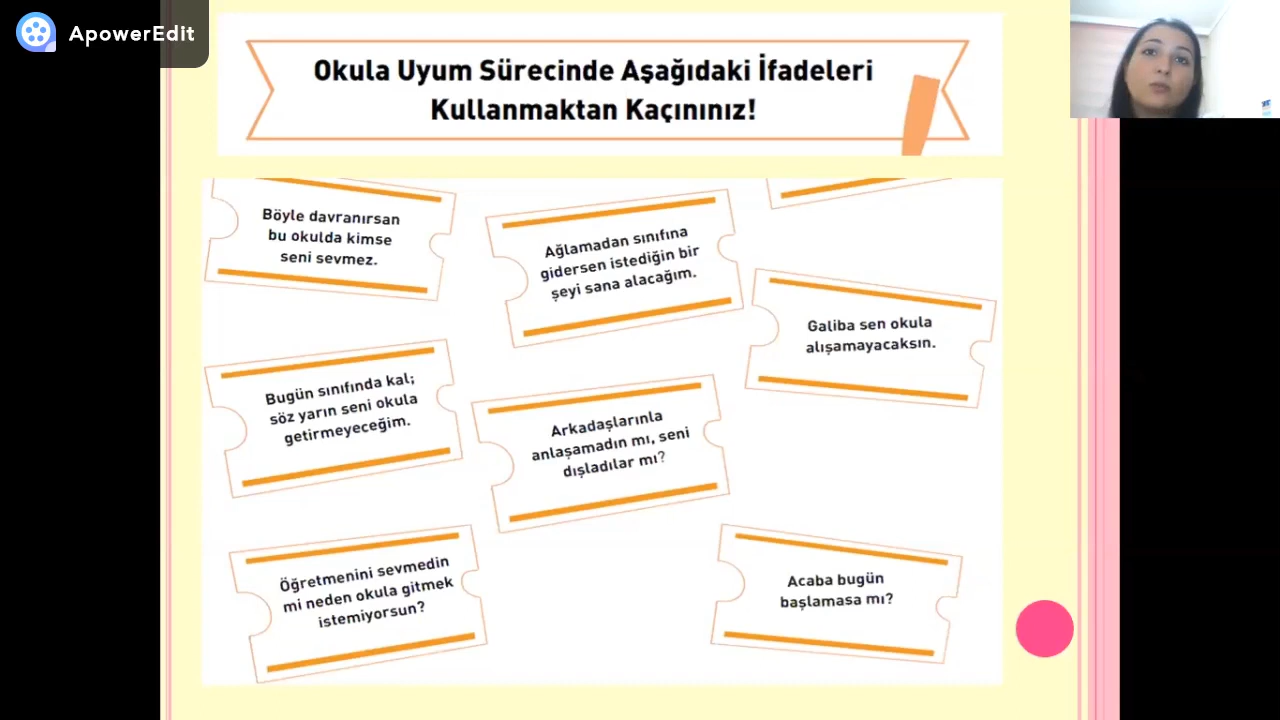 ApowerEdit
Okula Uyum Sürecinde Aşağıdaki İfadeleri
Kullanmaktan Kaçınınız!
Böyle davranırsan
bu okulda kimse
seni sevmez.
Ağlamadan sınıfına
gidersen istediğin bir
şeyi sana alacağım.
Galiba sen okula
alışamayacaksın.
Bugün sınıfında kal;
söz yarın seni okula
getirmeyeceğim.
Arkadaşlarınla
anlaşamadın mı, seni
dışladılar mı?
Öğretmenini sevmedin
mi neden okula gitmek
istemiyorsun?
Acaba bugün
başlamasa mı?